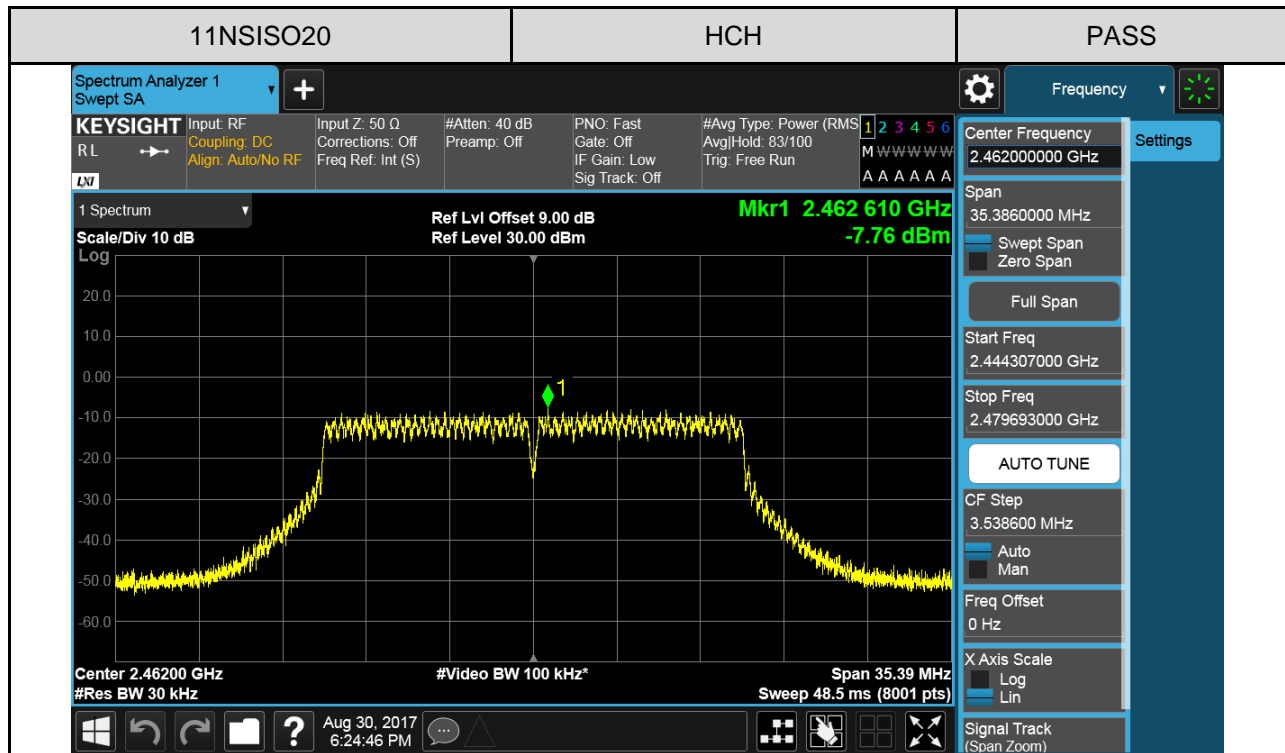 11NSISO20 HCH PASS
Spectrum Analyzer 1
Swept SA
+
Frequency
KEYSIGHT
RL
LXI
Input: RF
Coupling: DC
Align: Auto/No RF
Input Z: 50 Ω
Corrections: Off
Freq Ref: Int (S)
#Atten: 40 dB
Preamp: Off
PNO: Fast
Gate: Off
IF Gain: Low
Sig Track: Off
#Avg Type: Power (RMS
Avg|Hold: 83/100
Trig: Free Run
1 2 3 4 5 6
M W W W W W
A A A A A A
1 Spectrum
Scale/Div 10 dB
Log
Ref Lvl Offset 9.00 dB
Ref Level 30.00 dBm
Mkr1 2.462 610 GHz
-7.76 dBm
20.0
10.0
0.00
-10.0
-20.0
-30.0
-40.0
-50.0
-60.0
1
Center 2.46200 GHz
#Res BW 30 kHz
#Video BW 100 kHz*
Span 35.39 MHz
Sweep 48.5 ms (8001 pts)
Aug 30, 2017
6:24:46 PM
?
Center Frequency
2.462000000 GHz
Settings
Span
35.3860000 MHz
Swept Span
Zero Span
Full Span
Start Freq
2.444307000 GHz
Stop Freq
2.479693000 GHz
AUTO TUNE
CF Step
3.538600 MHz
Auto
Man
Freq Offset
0 Hz
X Axis Scale
Log
Lin
Signal Track
(Span Zoom)